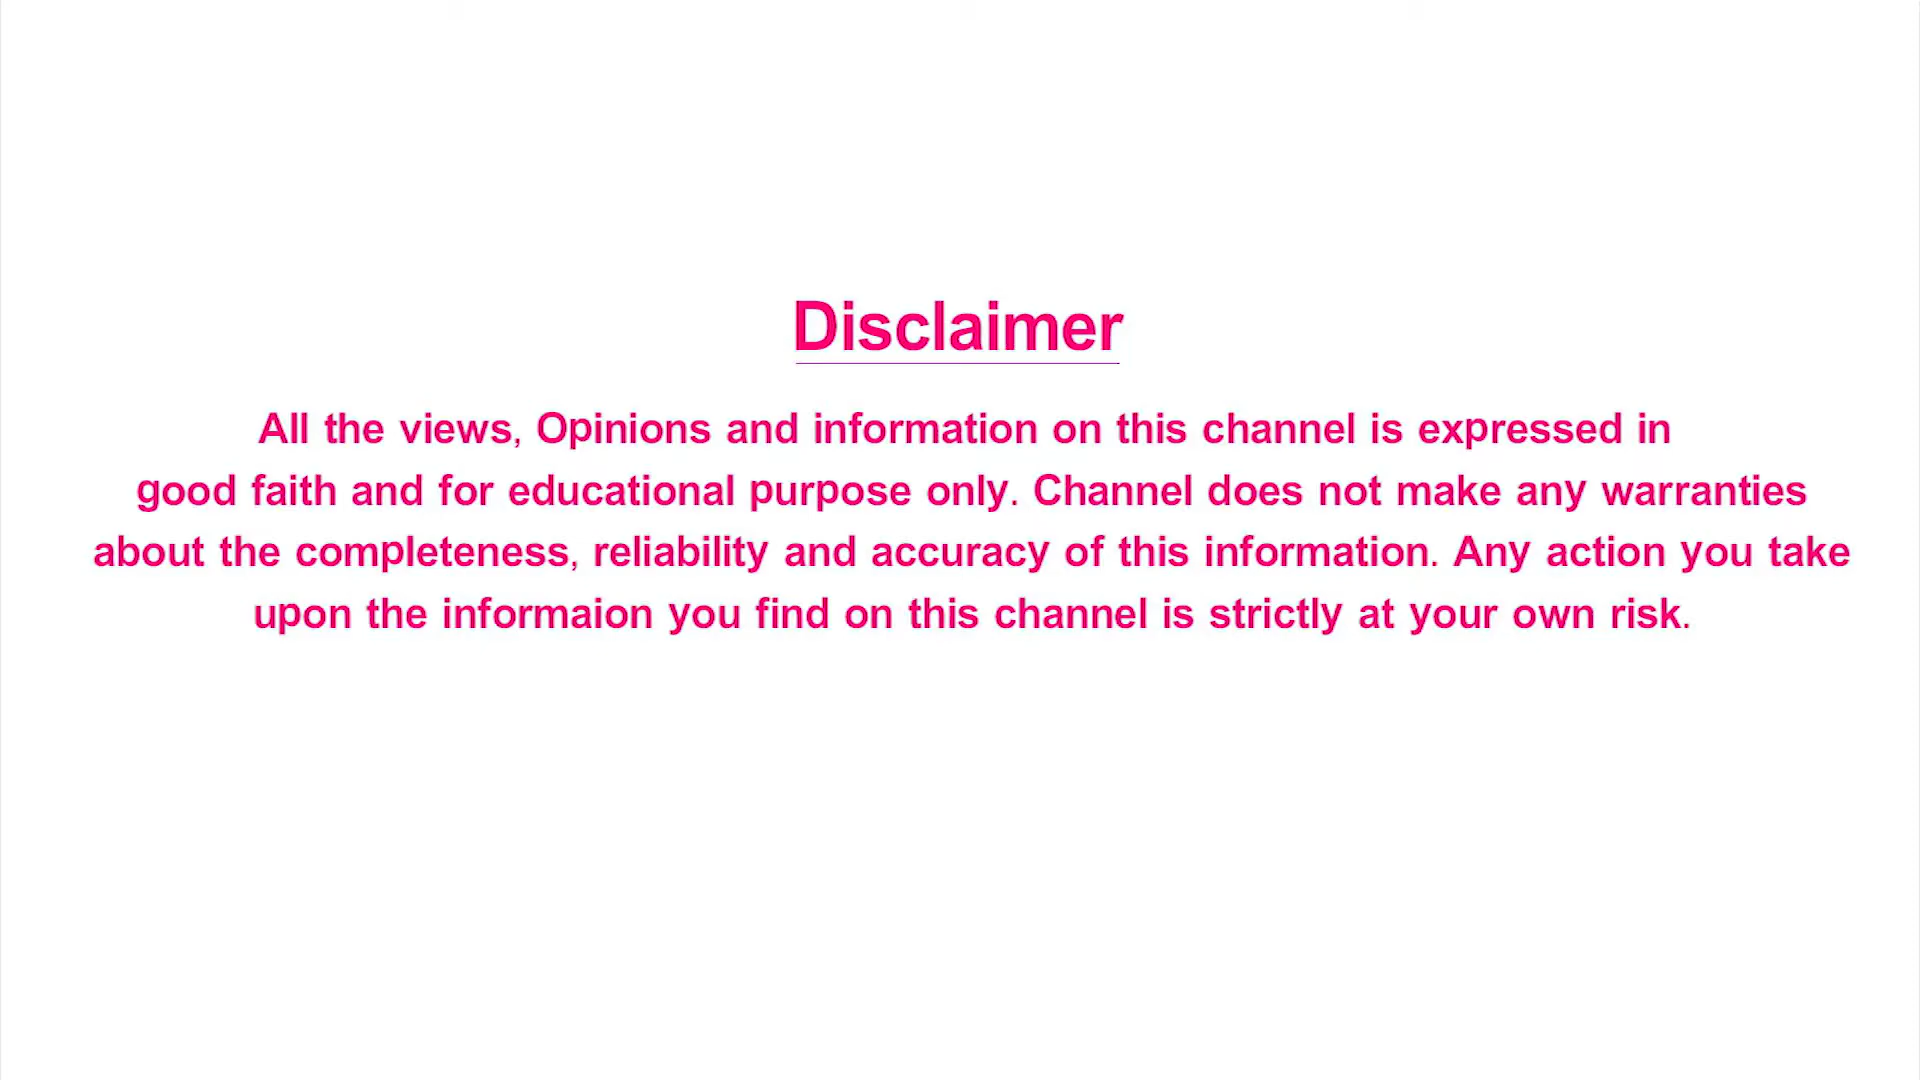 Disclaimer
All the views, Opinions and information on this channel is expressed in
good faith and for educational purpose only. Channel does not make any warranties
about the completeness, reliability and accuracy of this information. Any action you take
upon the informaion you find on this channel is strictly at your own risk.